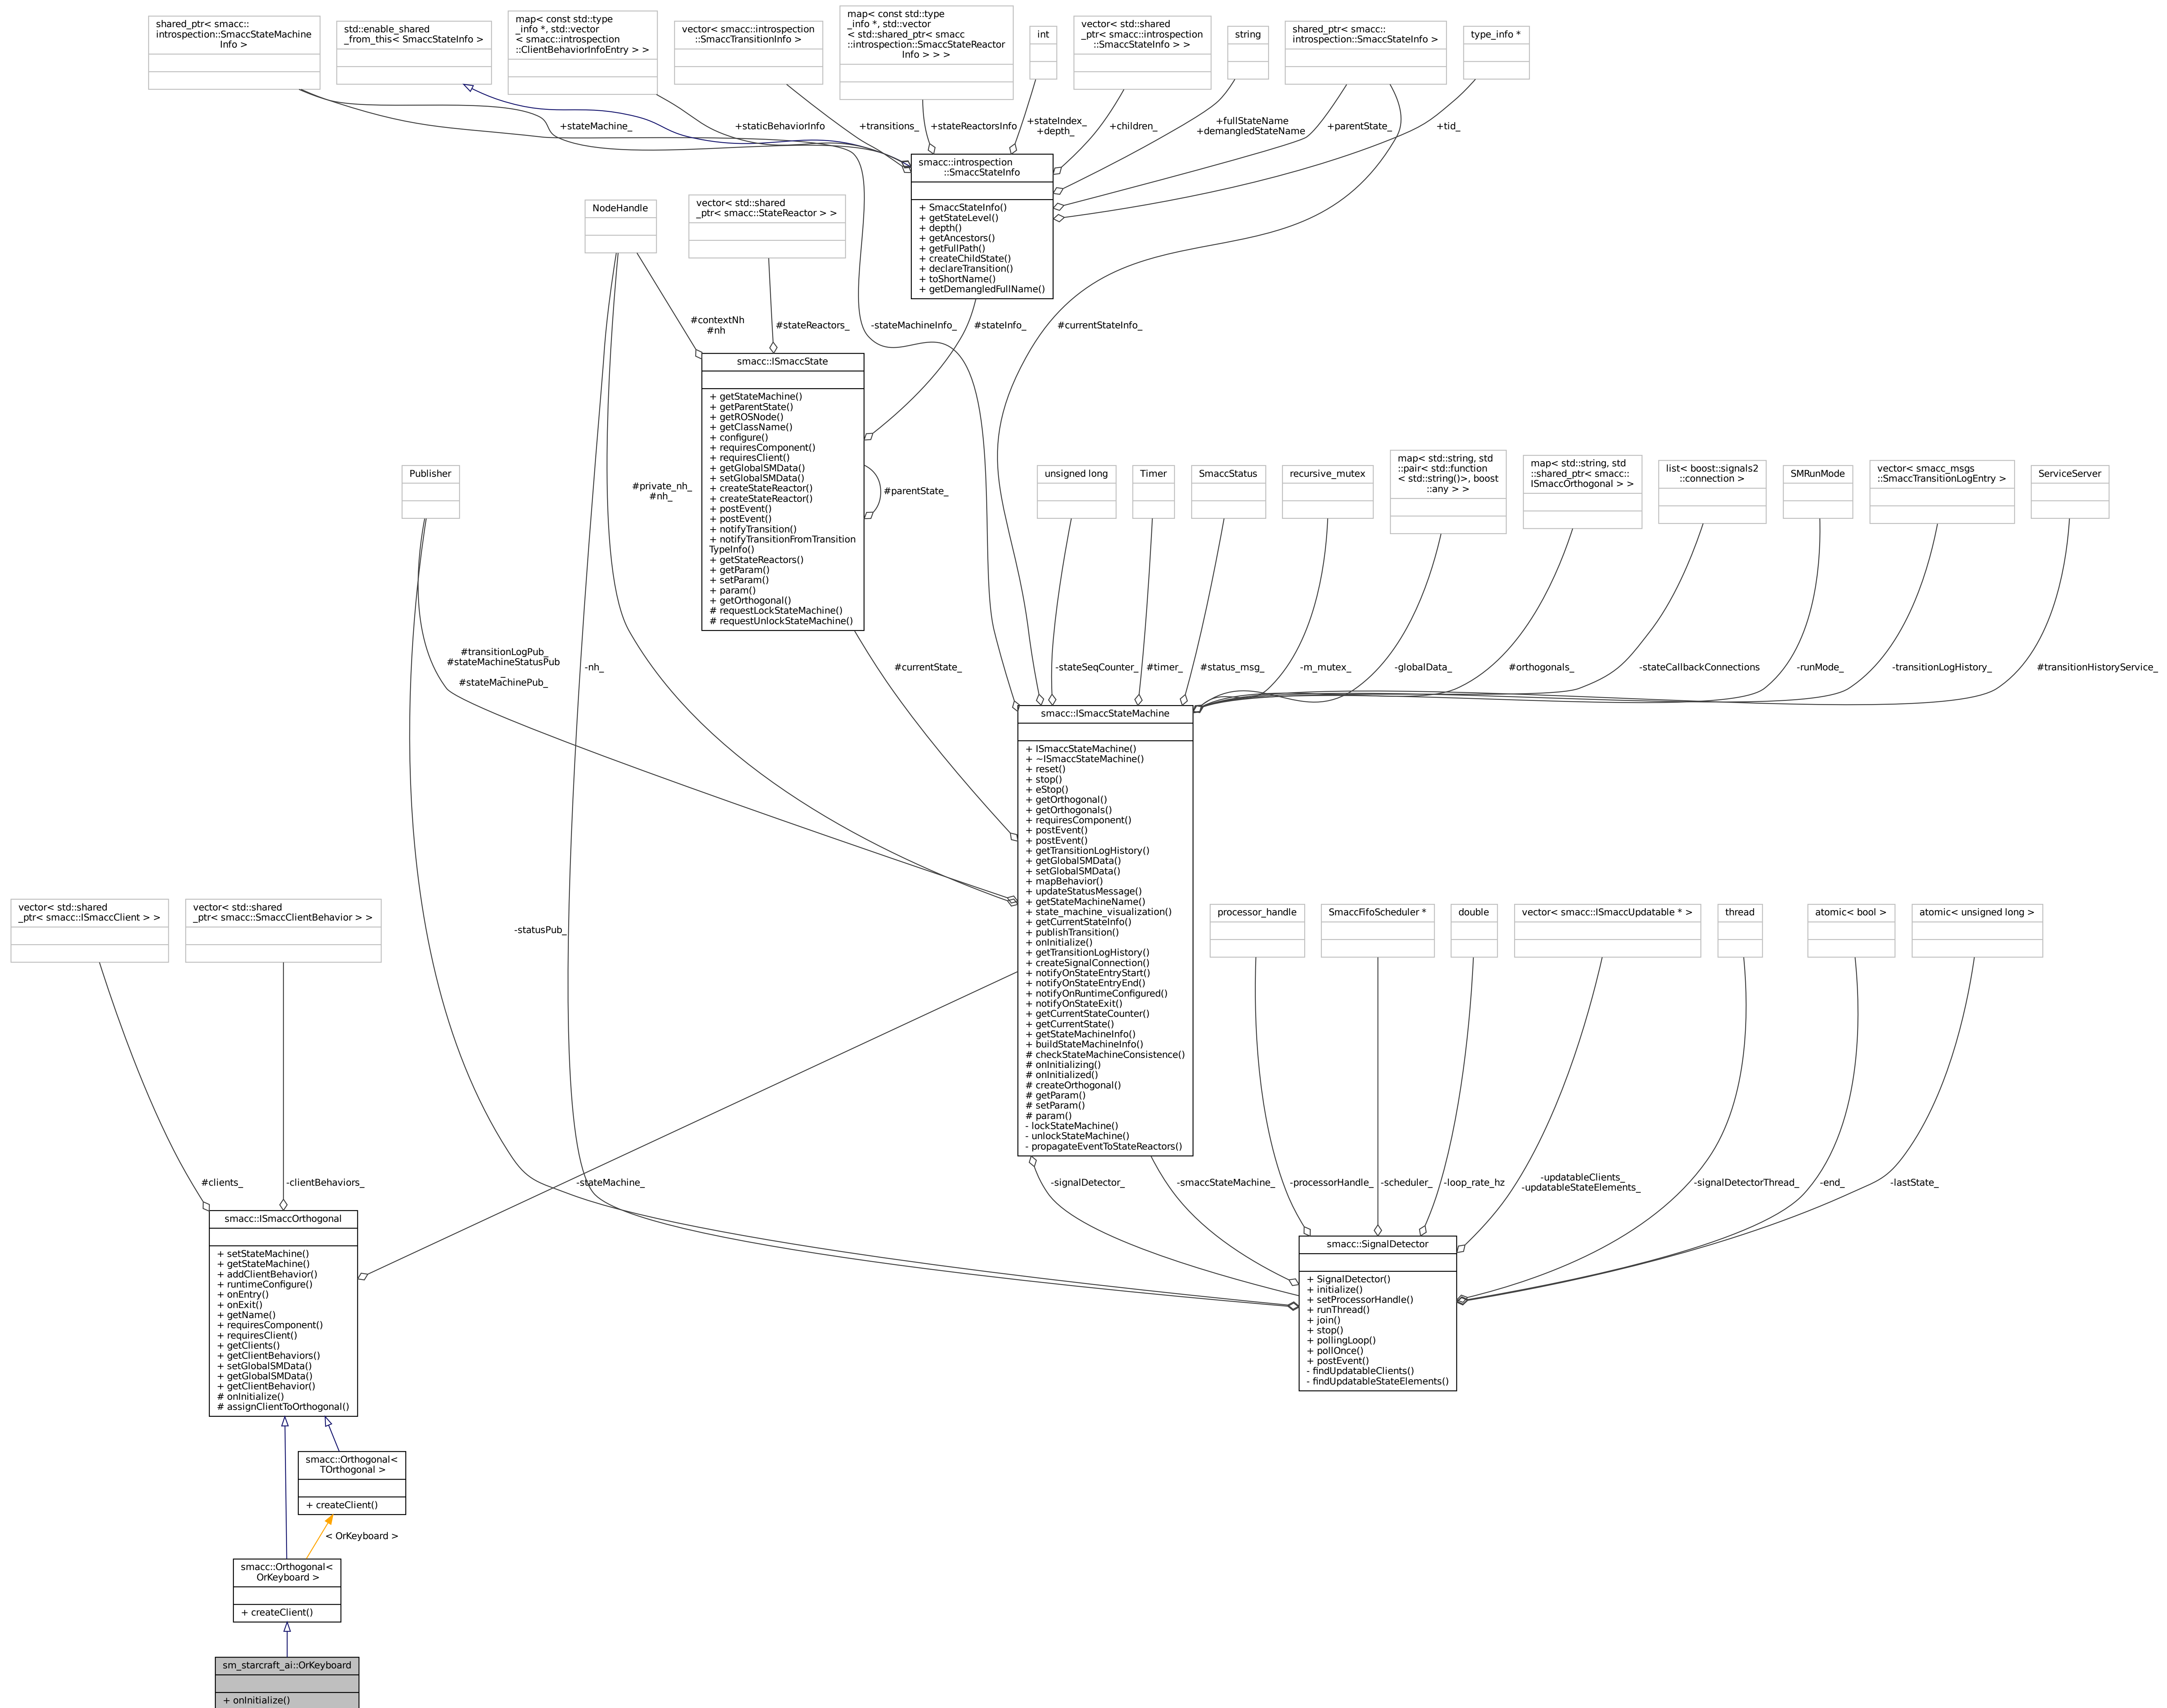 shared_ptr< smacc::
introspection::SmaccStateMachine
Info >
std::enable_shared
_from_this< SmaccStateInfo >
map< const std::type
_info *, std::vector
< smacc::introspection
::ClientBehaviorInfoEntry > >
vector< smacc::introspection
::SmaccTransitionInfo >
map< const std::type
_info *, std::vector
< std::shared_ptr< smacc
::introspection::SmaccStateReactor
Info > > >
int
vector< std::shared
_ptr< smacc::introspection
::SmaccStateInfo > >
string
shared_ptr< smacc::
introspection::SmaccStateInfo >
type_info *
+stateMachine_
+staticBehaviorInfo
+transitions_
+stateReactorsInfo
+stateIndex_
+depth_
+children_
+fullStateName
+demangledStateName
+parentState_
+tid_
smacc::introspection
::SmaccStateInfo
+ SmaccStateInfo()
+ getStateLevel()
+ depth()
+ getAncestors()
+ getFullPath()
+ createChildState()
+ declareTransition()
+ toShortName()
+ getDemangledFullName()
NodeHandle
vector< std::shared
_ptr< smacc::StateReactor > >
#contextNh
#nh
#stateReactors_
-stateMachineInfo_
#stateInfo_
#currentStateInfo_
smacc::ISmaccState
+ getStateMachine()
+ getParentState()
+ getROSNode()
+ getClassName()
+ configure()
+ requiresComponent()
+ requiresClient()
+ getGlobalSMData()
+ setGlobalSMData()
+ createStateReactor()
+ createStateReactor()
+ postEvent()
+ postEvent()
+ notifyTransition()
+ notifyTransitionFromTransition
TypeInfo()
+ getStateReactors()
+ getParam()
+ setParam()
+ param()
+ getOrthogonal()
# requestLockStateMachine()
# requestUnlockStateMachine()
#parentState_
Publisher
#private_nh_
#nh_
unsigned long
Timer
SmaccStatus
recursive_mutex
map< std::string, std
::pair< std::function
< std::string()>, boost
::any > >
map< std::string, std
::shared_ptr< smacc::
ISmaccOrthogonal > >
list< boost::signals2
::connection >
SMRunMode
vector< smacc_msgs
::SmaccTransitionLogEntry >
ServiceServer
#transitionLogPub_
#stateMachineStatusPub
_
#stateMachinePub_
-nh_
#currentState_
-stateSeqCounter_
#timer_
#status_msg_
-m_mutex_
-globalData_
#orthogonals_
-stateCallbackConnections
-runMode_
-transitionLogHistory_
#transitionHistoryService_
smacc::ISmaccStateMachine
+ ISmaccStateMachine()
+ ~ISmaccStateMachine()
+ reset()
+ stop()
+ eStop()
+ getOrthogonal()
+ getOrthogonals()
+ requiresComponent()
+ postEvent()
+ postEvent()
+ getTransitionLogHistory()
+ getGlobalSMData()
+ setGlobalSMData()
+ mapBehavior()
+ updateStatusMessage()
+ getStateMachineName()
+ state_machine_visualization()
+ getCurrentStateInfo()
+ publishTransition()
+ onInitialize()
+ getTransitionLogHistory()
+ createSignalConnection()
+ notifyOnStateEntryStart()
+ notifyOnStateEntryEnd()
+ notifyOnRuntimeConfigured()
+ notifyOnStateExit()
+ getCurrentStateCounter()
+ getCurrentState()
+ getStateMachineInfo()
+ buildStateMachineInfo()
# checkStateMachineConsistence()
# onInitializing()
# onInitialized()
# createOrthogonal()
# getParam()
# setParam()
# param()
- lockStateMachine()
- unlockStateMachine()
- propagateEventToStateReactors()
vector< std::shared
_ptr< smacc::ISmaccClient > >
vector< std::shared
_ptr< smacc::SmaccClientBehavior > >
-statusPub_
processor_handle
SmaccFifoScheduler *
double
vector< smacc::ISmaccUpdatable * >
thread
atomic< bool >
atomic< unsigned long >
#clients_
-clientBehaviors_
-stateMachine_
-signalDetector_
-smaccStateMachine_
-processorHandle_
-scheduler_
-loop_rate_hz
-updatableClients_
-updatableStateElements_
-signalDetectorThread_
-end_
-lastState_
smacc::ISmaccOrthogonal
+ setStateMachine()
+ getStateMachine()
+ addClientBehavior()
+ runtimeConfigure()
+ onEntry()
+ onExit()
+ getName()
+ requiresComponent()
+ requiresClient()
+ getClients()
+ getClientBehaviors()
+ setGlobalSMData()
+ getGlobalSMData()
+ getClientBehavior()
# onInitialize()
# assignClientToOrthogonal()
smacc::SignalDetector
+ SignalDetector()
+ initialize()
+ setProcessorHandle()
+ runThread()
+ join()
+ stop()
+ pollingLoop()
+ pollOnce()
+ postEvent()
- findUpdatableClients()
- findUpdatableStateElements()
smacc::Orthogonal<
TOrthogonal >
+ createClient()
< OrKeyboard >
smacc::Orthogonal<
OrKeyboard >
+ createClient()
sm_starcraft_ai::OrKeyboard
+ onInitialize()